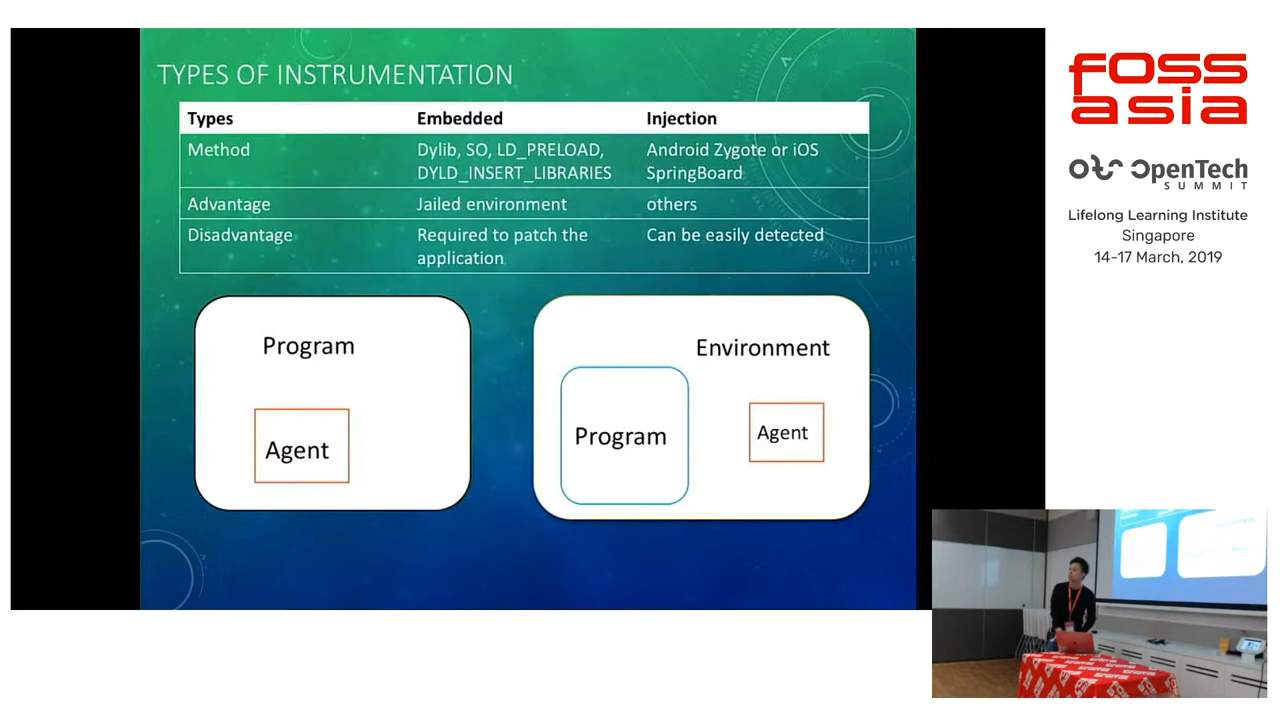 TYPES OF INSTRUMENTATION
Types Embedded Injection
Method Dylib, SO, LD_PRELOAD, Android Zygote or iOS
DYLD_INSERT_LIBRARIES SpringBoard
Advantage Jailed environment others
Disadvantage Required to patch the Can be easily detected
application
Program
Agent
Environment
Program
Agent
FOSS
ASIA
OTS OpenTech
SUMMIT
Lifelong Learning Institute
Singapore
14-17 March, 2019